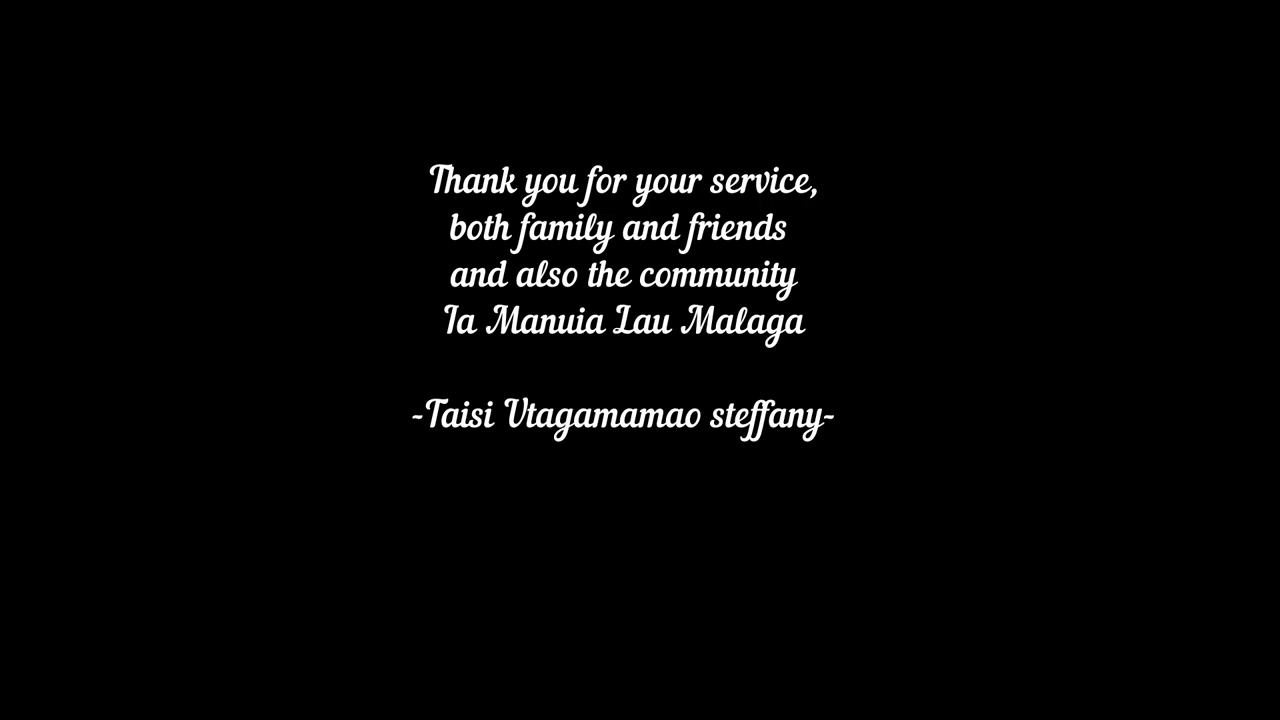 Thank you for your service,
both family and friends
and also the community
Ia Manuia Lau Malaga
-Taisi Utagamamao steffany-